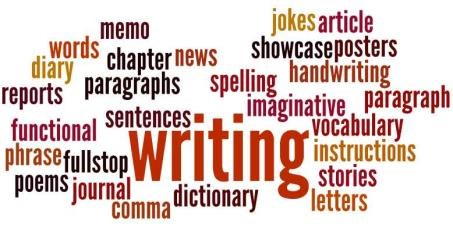 memo
jokes article
words
chapter news
showcase posters
diary
paragraphs
handwriting
spelling
reports
imaginative
paragraph
sentences
functional
vocabulary
writing
phrase
fullstop
instructions
poems
journal
stories
dictionary
comma
letters